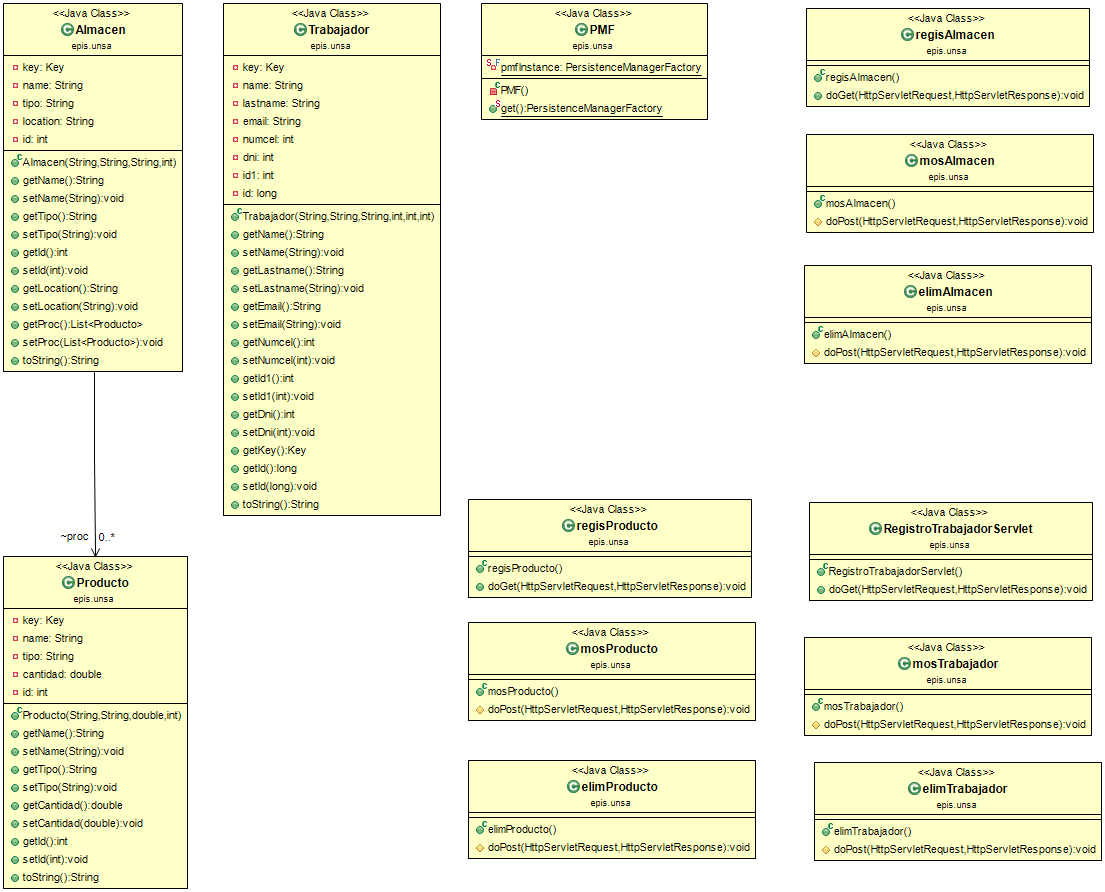 <<Java Class>>
Almacen
epis.unsa
key: Key
name: String
tipo: String
location: String
id: int
Almacen(String,String,String,int)
getName():String
setName(String):void
getTipo():String
setTipo(String):void
getId():int
setId(int):void
getLocation():String
setLocation(String):void
getProc():List<Producto>
setProc(List<Producto>):void
toString():String
~proc 0..*
<<Java Class>>
Producto
epis.unsa
key: Key
name: String
tipo: String
cantidad: double
id: int
Producto(String,String,double,int)
getName():String
setName(String):void
getTipo():String
setTipo(String):void
getCantidad():double
setCantidad(double):void
getId():int
setId(int):void
toString():String
<<Java Class>>
Trabajador
epis.unsa
key: Key
name: String
lastname: String
email: String
numcel: int
dni: int
id1: int
id: long
Trabajador(String,String,String,int,int,int)
getName():String
setName(String):void
getLastname():String
setLastname(String):void
getEmail():String
setEmail(String):void
getNumcel():int
setNumcel(int):void
getId1():int
setId1(int):void
getDni():int
setDni(int):void
getKey():Key
getId():long
setId(long):void
toString():String
<<Java Class>>
PMF
epis.unsa
pmfInstance: PersistenceManagerFactory
PMF()
get():PersistenceManagerFactory
<<Java Class>>
regisAlmacen
epis.unsa
regisAlmacen()
doGet(HttpServletRequest,HttpServletResponse):void
<<Java Class>>
mosAlmacen
epis.unsa
mosAlmacen()
doPost(HttpServletRequest,HttpServletResponse):void
<<Java Class>>
elimAlmacen
epis.unsa
elimAlmacen()
doPost(HttpServletRequest,HttpServletResponse):void
<<Java Class>>
regisProducto
epis.unsa
regisProducto()
doGet(HttpServletRequest,HttpServletResponse):void
<<Java Class>>
mosProducto
epis.unsa
mosProducto()
doPost(HttpServletRequest,HttpServletResponse):void
<<Java Class>>
elimProducto
epis.unsa
elimProducto()
doPost(HttpServletRequest,HttpServletResponse):void
<<Java Class>>
RegistroTrabajadorServlet
epis.unsa
RegistroTrabajadorServlet()
doGet(HttpServletRequest,HttpServletResponse):void
<<Java Class>>
mosTrabajador
epis.unsa
mosTrabajador()
doPost(HttpServletRequest,HttpServletResponse):void
<<Java Class>>
elimTrabajador
epis.unsa
elimTrabajador()
doPost(HttpServletRequest,HttpServletResponse):void